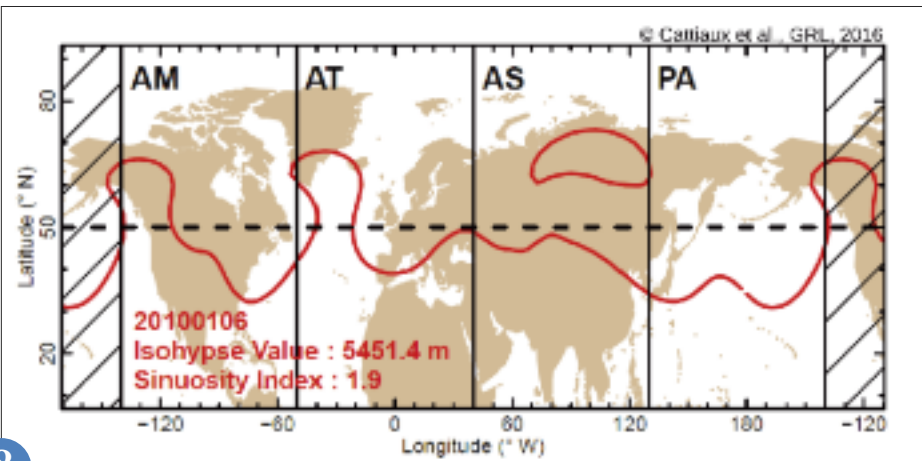 © Cattiaux et al., GRL, 2016
AM AT AS PA
80
50
20
Latitude (° N)
20100106
Isohypse Value : 5451.4 m
Sinuosity Index : 1.9
−120 −60 0 60 120 180 −120
Longitude (° W)